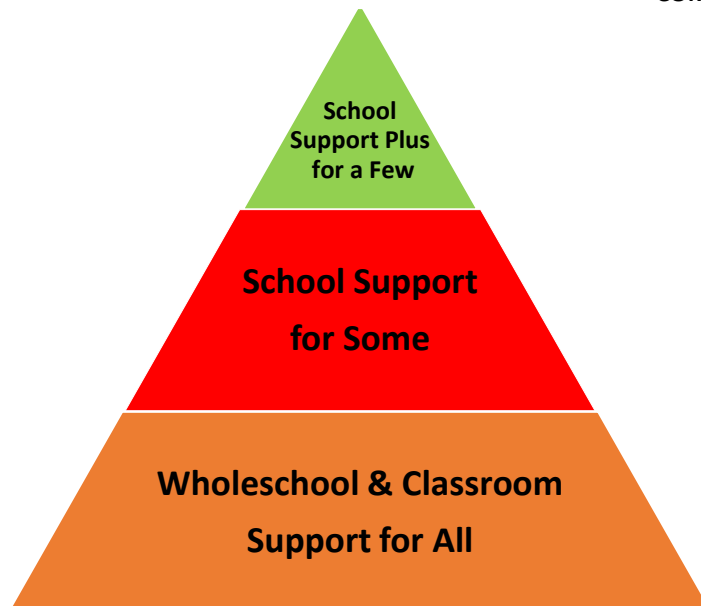 School
Support Plus
for a Few
School Support
for Some
Wholeschool & Classroom
Support for All